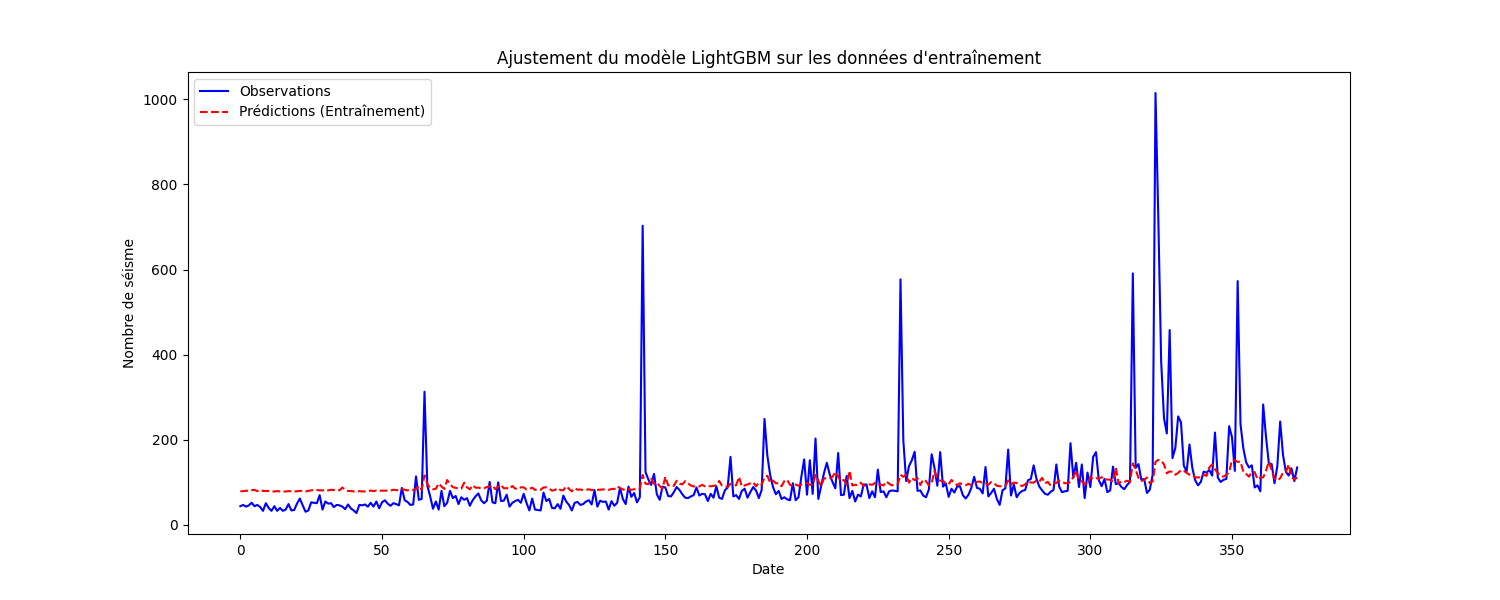 Ajustement du modèle LightGBM sur les données d'entraînement
Observations
Prédictions (Entraînement)
Nombre de séisme
1000
800
600
400
200
0
0 50 100 150 200 250 300 350
Date